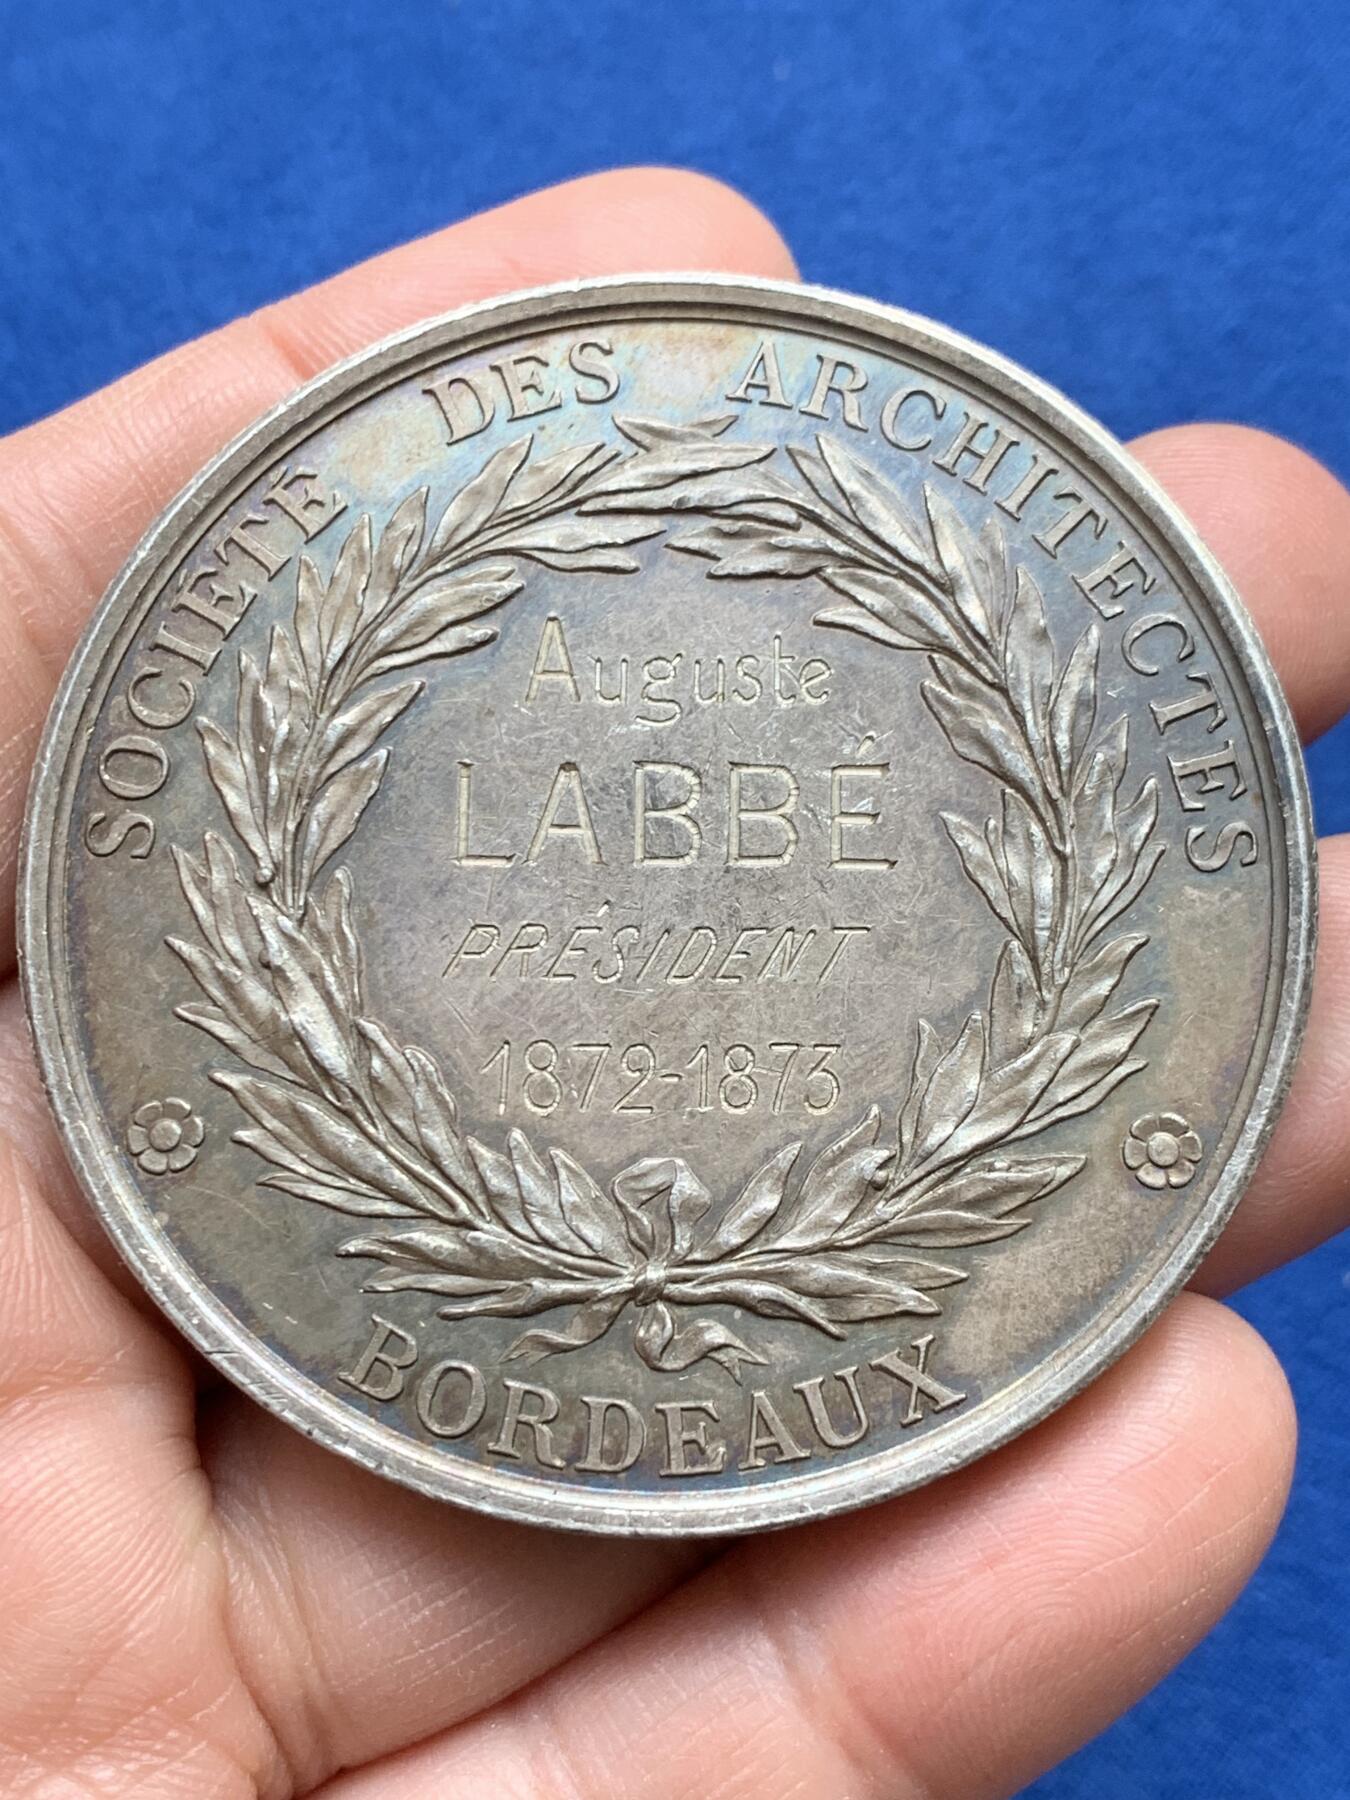 SOCIÉTÉ DES ARCHITECTES
Auguste
LABBÉ
PRÉSIDENT
1872-1873
BORDEAUX